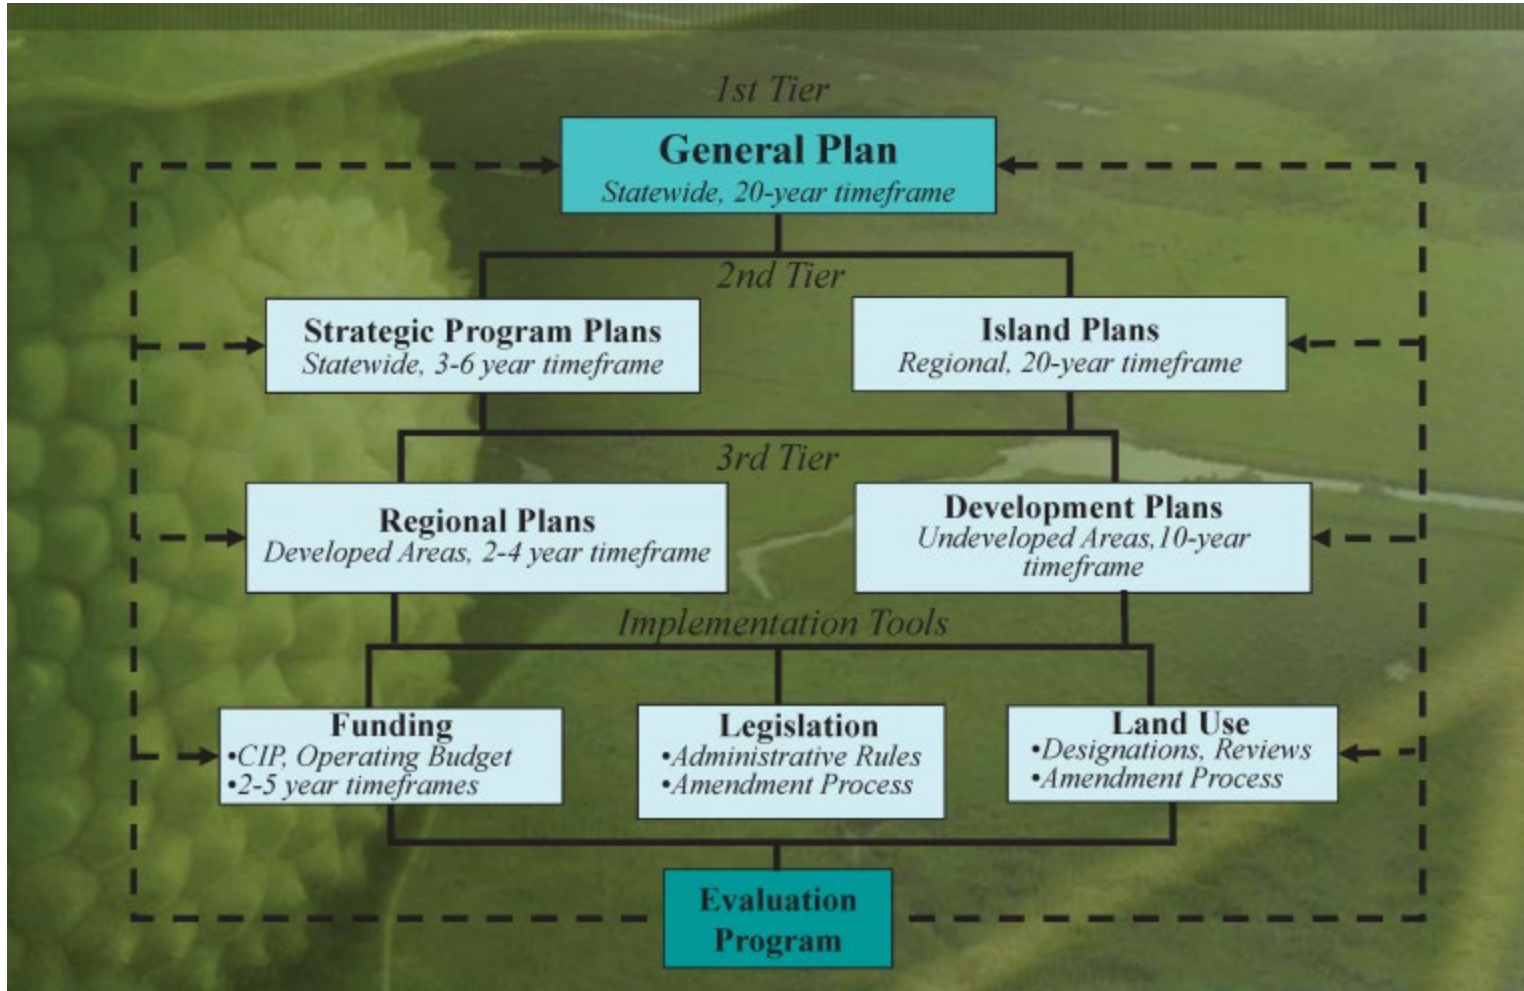 1st Tier
General Plan
Statewide, 20-year timeframe
2nd Tier
Strategic Program Plans
Statewide, 3-6 year timeframe
Island Plans
Regional, 20-year timeframe
3rd Tier
Regional Plans
Developed Areas, 2-4 year timeframe
Development Plans
Undeveloped Areas,10-year
timeframe
Implementation Tools
Funding
•CIP, Operating Budget
•2-5 year timeframes
Legislation
•Administrative Rules
•Amendment Process
Land Use
•Designations, Reviews
•Amendment Process
Evaluation
Program